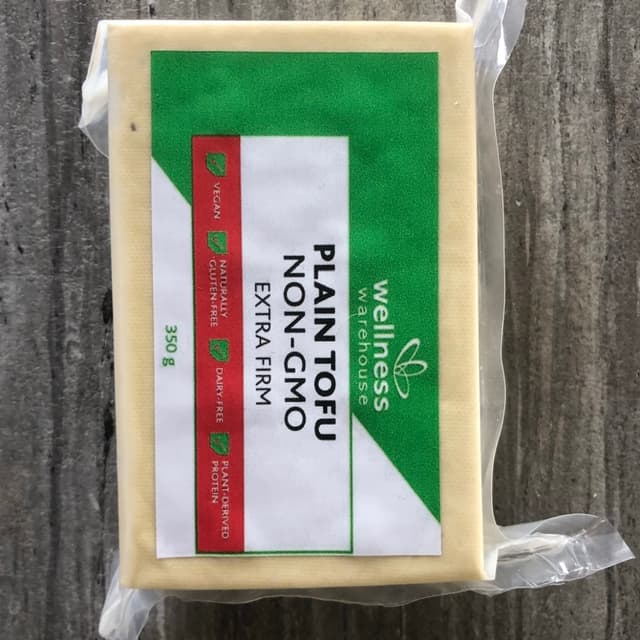 wellness
warehouse
PLAIN TOFU
NON-GMO
EXTRA FIRM
VEGAN
NATURALLY
GLUTEN-FREE
DAIRY-FREE
PLANT-DERIVED
PROTEIN
350 g